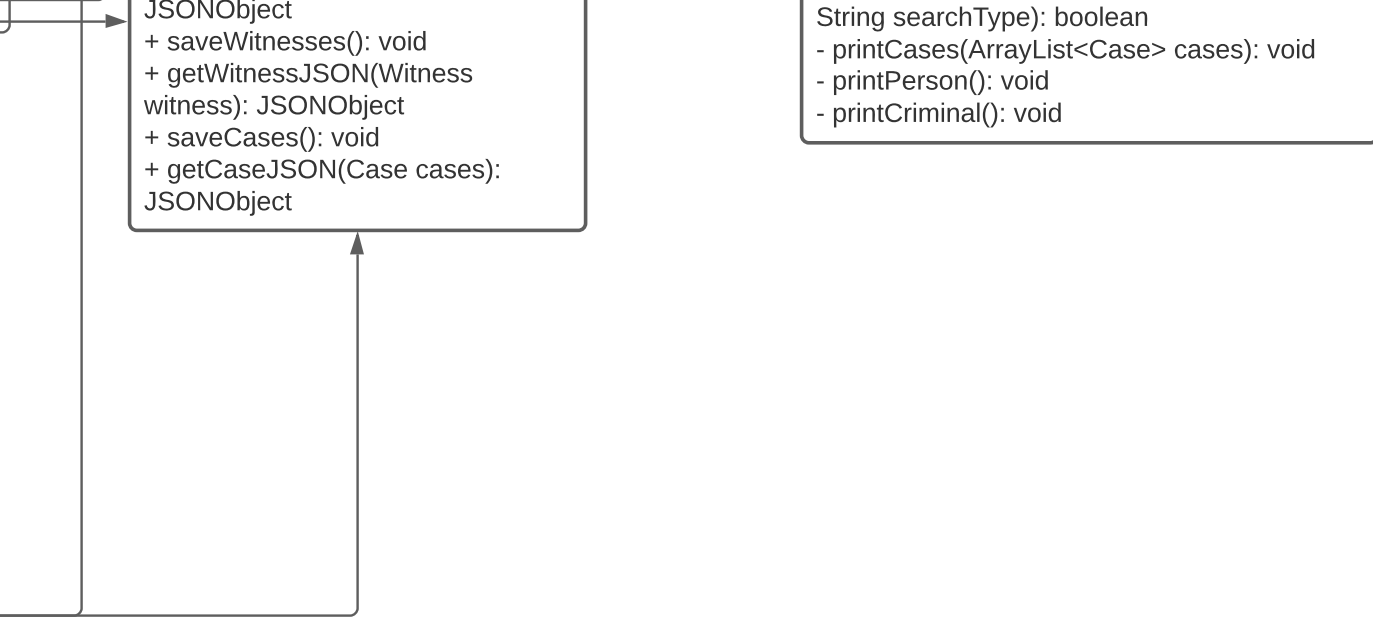 JSONObject
+ saveWitnesses(): void
+ getWitnessJSON(Witness
witness): JSONObject
+ saveCases(): void
+ getCaseJSON(Case cases):
JSONObject
String searchType): boolean
- printCases(ArrayList<Case> cases): void
- printPerson(): void
- printCriminal(): void